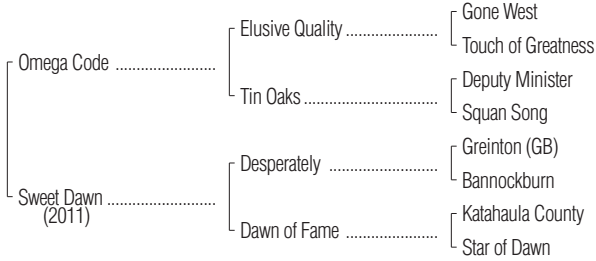 Gone West
Elusive Quality ......................
Touch of Greatness
Omega Code ........................
Deputy Minister
Tin Oaks ................................
Squan Song
Greinton (GB)
Desperately ..........................
Bannockburn
Sweet Dawn ..........................
(2011)
Katahaula County
Dawn of Fame ......................
Star of Dawn